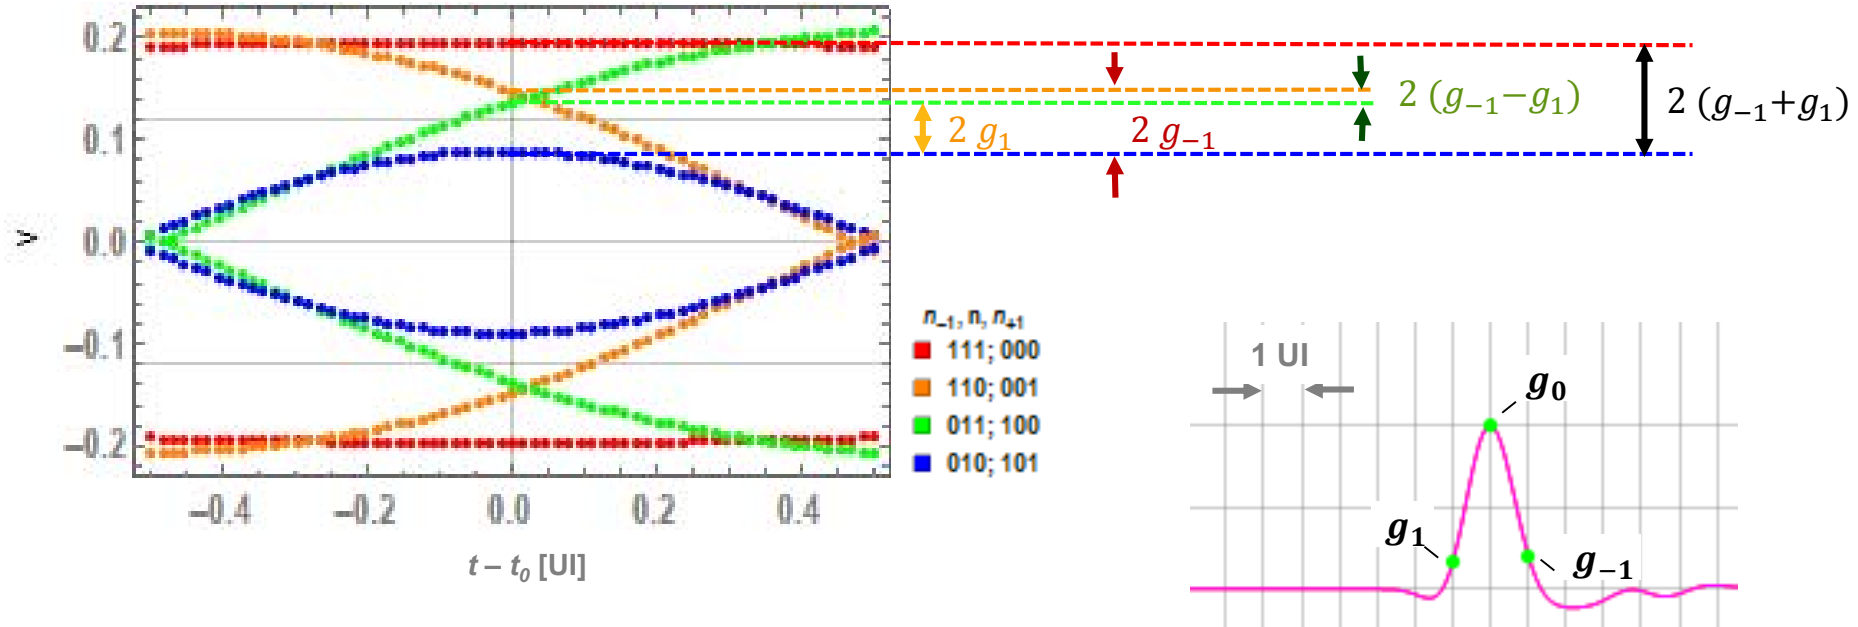 0.2
0.1
0.0
−0.1
−0.2
v
−0.4
−0.2
0.0
0.2
0.4
t – t₀ [UI]
2 g₁
2 g₋₁
2 (g₋₁−g₁)
2 (g₋₁+g₁)
n₋₁, n, n₊₁
111; 000
110; 001
011; 100
010; 101
1 UI
g₀
g₁
g₋₁